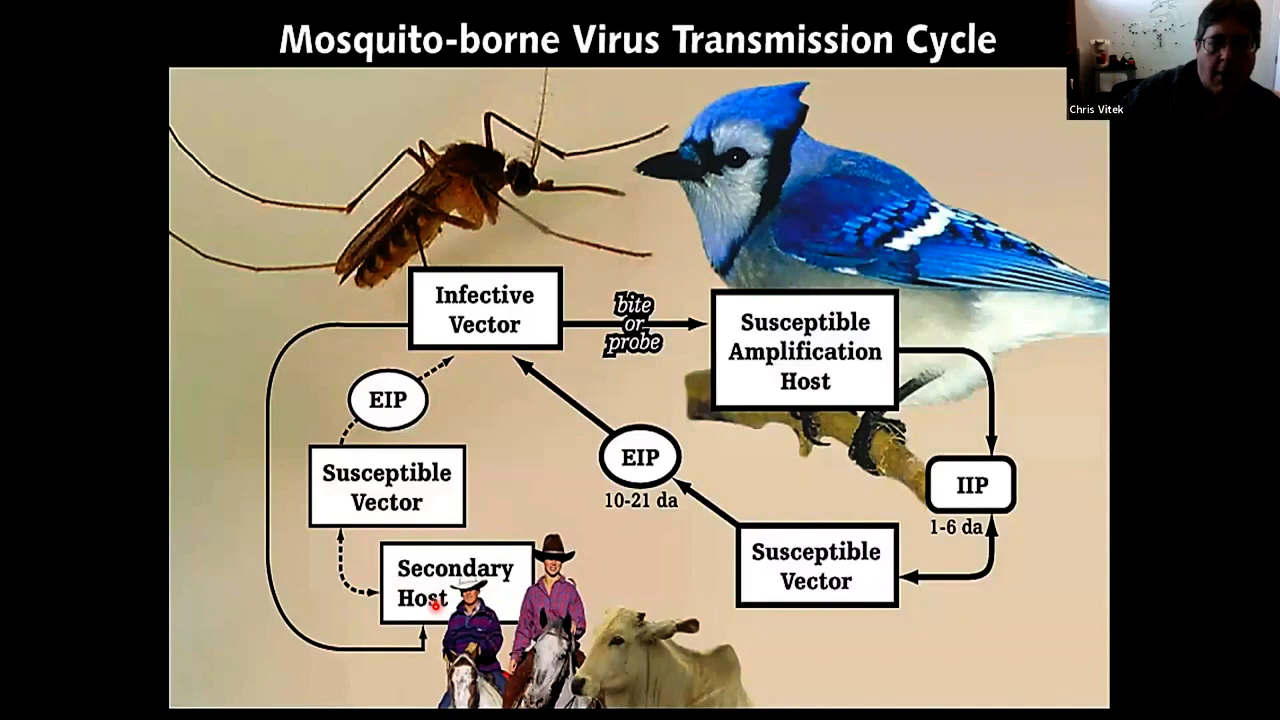 Mosquito-borne Virus Transmission Cycle
Chris Vitek
Infective
Vector
bite
or
probe
Susceptible
Amplification
Host
EIP
EIP
10-21 da
IIP
1-6 da
Susceptible
Vector
Susceptible
Vector
Secondary
Host